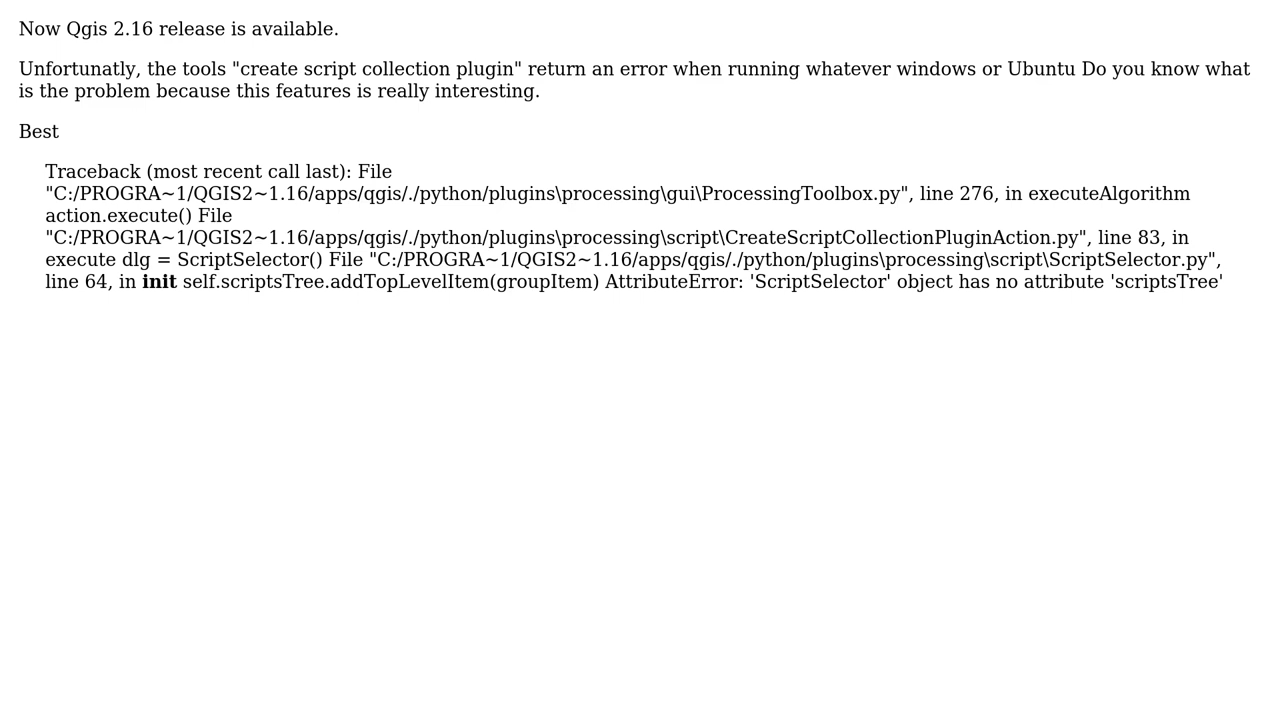 Now Qgis 2.16 release is available.
Unfortunatly, the tools "create script collection plugin" return an error when running whatever windows or Ubuntu Do you know what
is the problem because this features is really interesting.
Best
Traceback (most recent call last): File
"C:/PROGRA~1/QGIS2~1.16/apps/qgis/./python/plugins\processing\gui\ProcessingToolbox.py", line 276, in executeAlgorithm
action.execute() File
"C:/PROGRA~1/QGIS2~1.16/apps/qgis/./python/plugins\processing\script\CreateScriptCollectionPluginAction.py", line 83, in
execute dlg = ScriptSelector() File "C:/PROGRA~1/QGIS2~1.16/apps/qgis/./python/plugins\processing\script\ScriptSelector.py",
line 64, in init self.scriptsTree.addTopLevelItem(groupItem) AttributeError: 'ScriptSelector' object has no attribute 'scriptsTree'